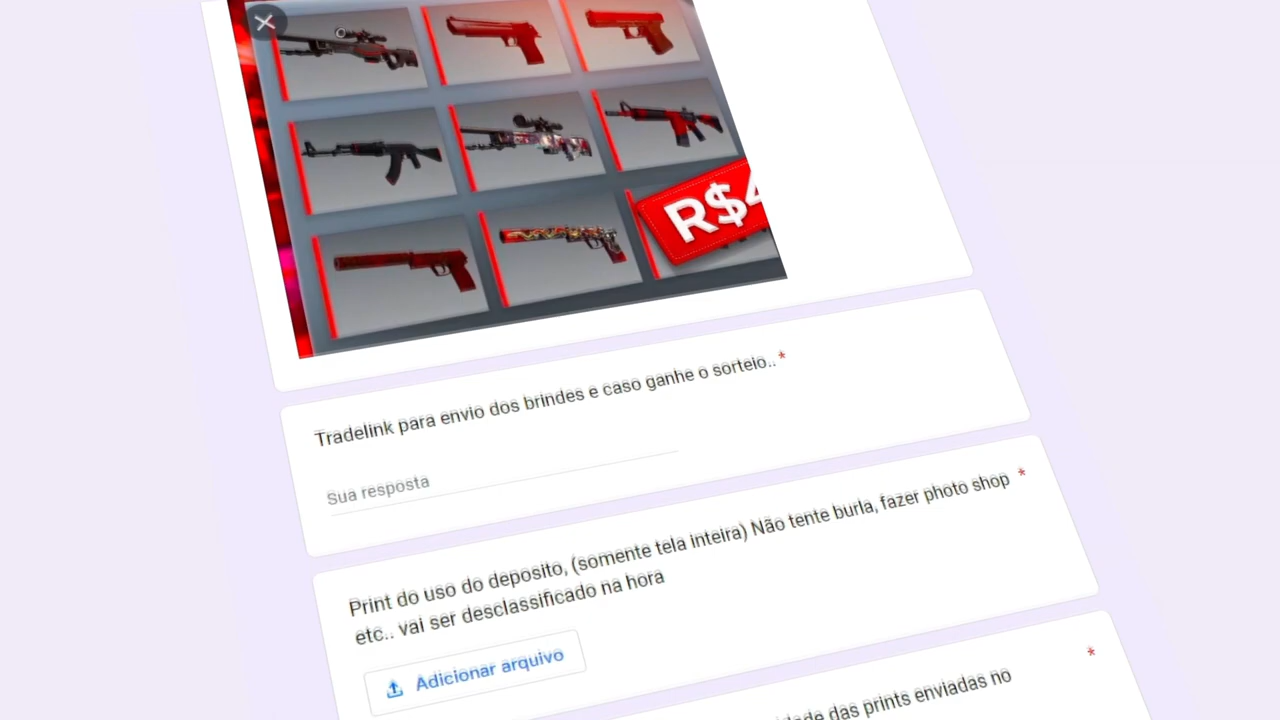 R$4
Tradelink para envio dos brindes e caso ganhe o sorteio.. *
Sua resposta
Print do uso do deposito, (somente tela inteira) Não tente burla, fazer photo shop *
etc.. vai ser desclassificado na hora
Adicionar arquivo
das prints enviadas no *